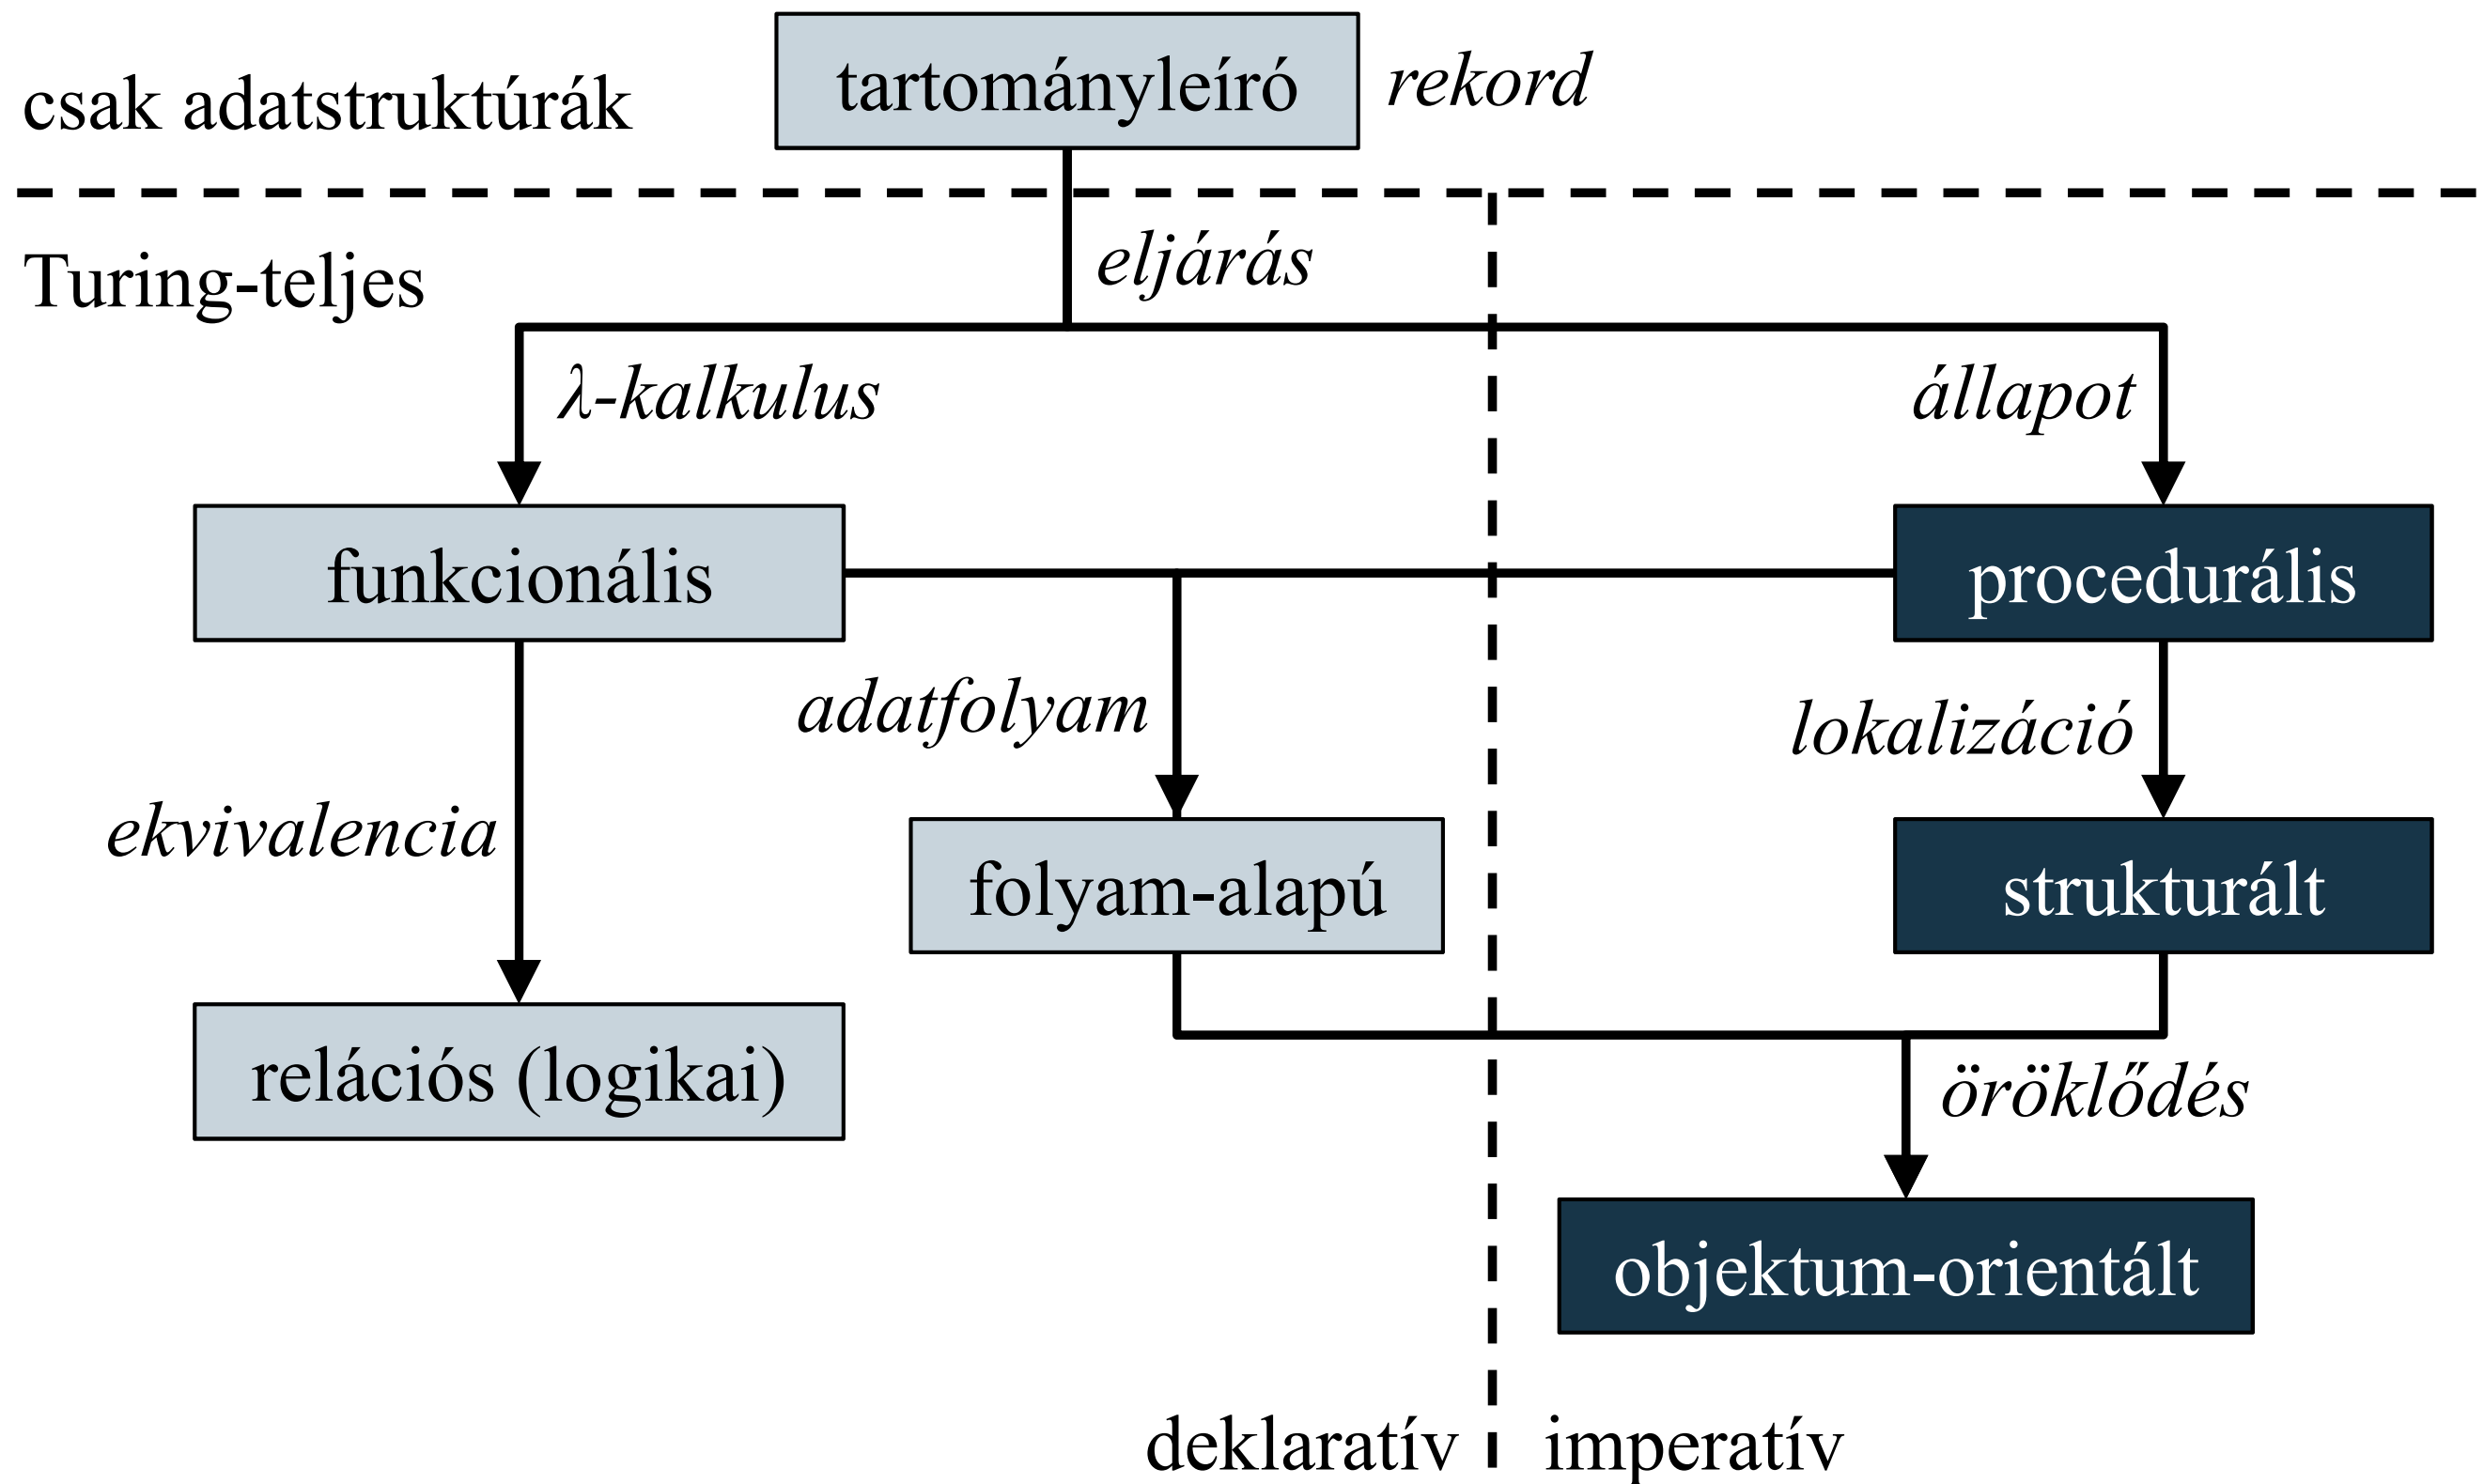 tartományleíró
rekord
csak adatstruktúrák
Turing-teljes
eljárás
λ-kalkulus
állapot
funkcionális
procedurális
adatfolyam
lokalizáció
ekvivalencia
folyam-alapú
strukturált
relációs (logikai)
öröklődés
objektum-orientált
deklaratív
imperatív